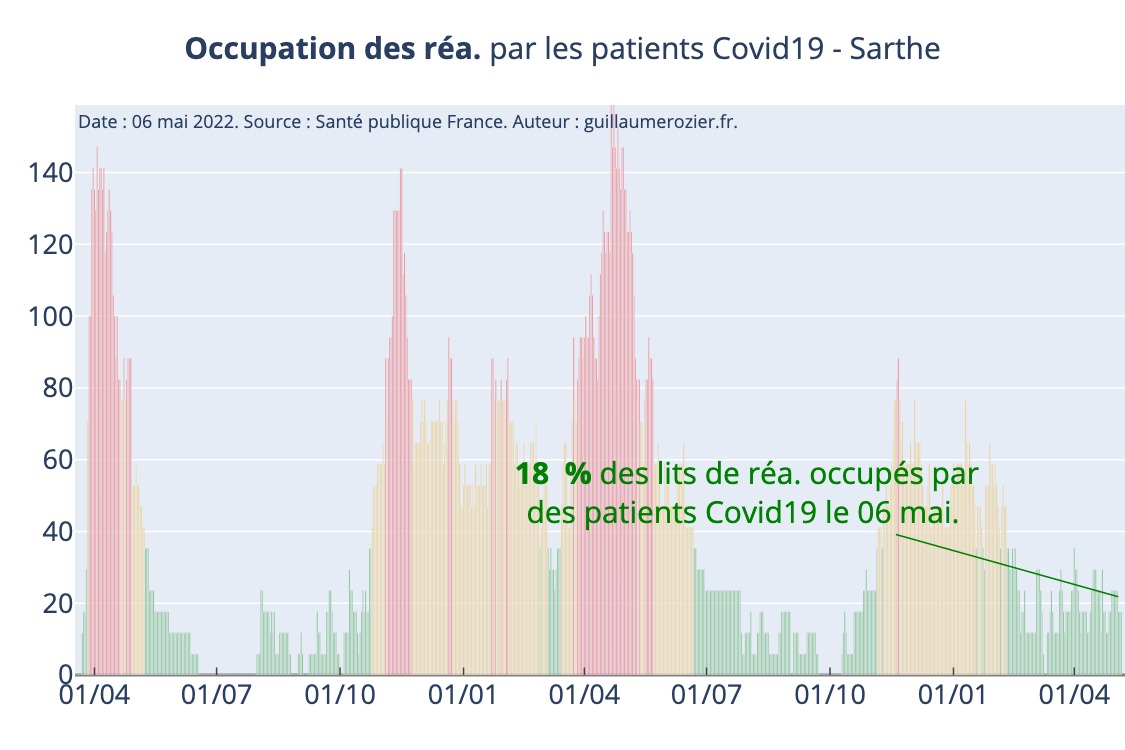 Occupation des réa. par les patients Covid19 - Sarthe
Date : 06 mai 2022. Source : Santé publique France. Auteur : guillaumerozier.fr.
140
120
100
80
60
40
20
0
18 % des lits de réa. occupés par
des patients Covid19 le 06 mai.
01/04 01/07 01/10 01/01 01/04 01/07 01/10 01/01 01/04